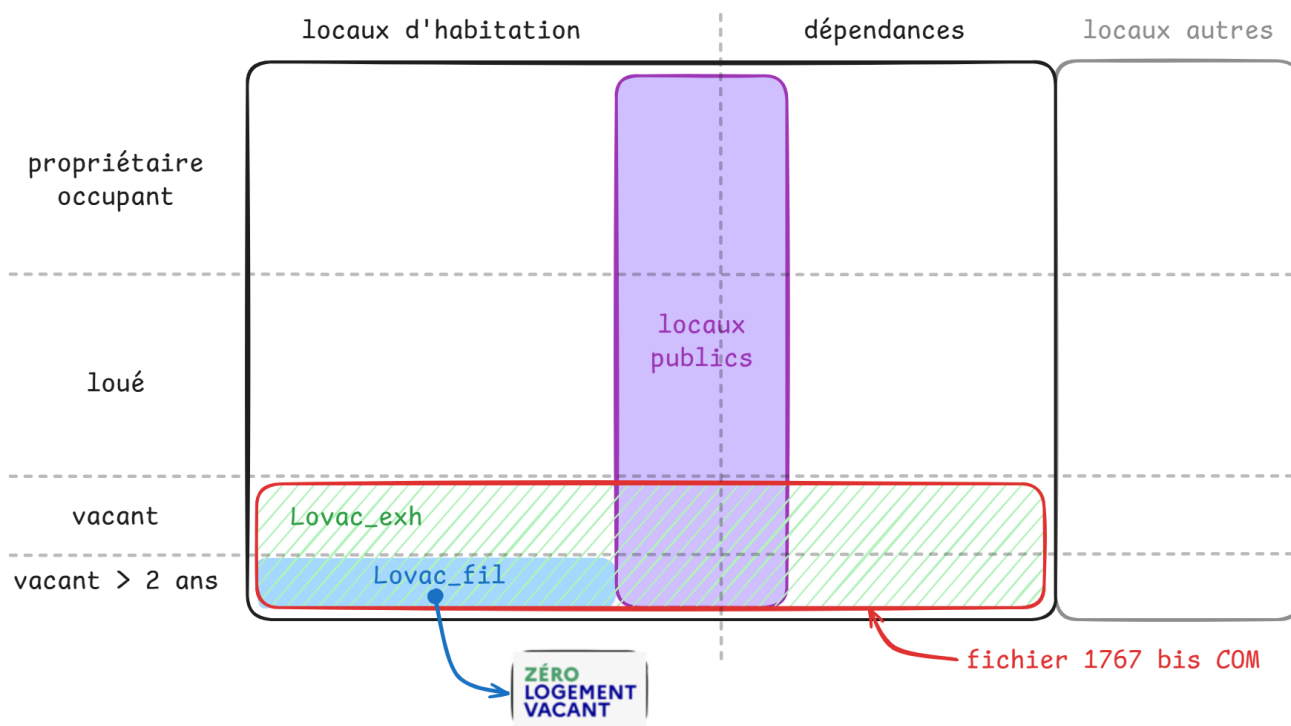 locaux d'habitation
dépendances
locaux autres
propriétaire
occupant
locaux
publics
loué
vacant
Lovac_exh
vacant > 2 ans
Lovac_fil
fichier 1767 bis COM
ZÉRO
LOGEMENT
VACANT